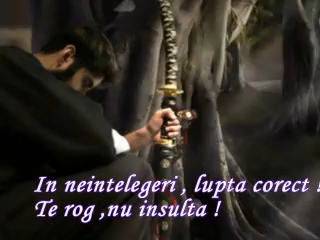 In neintelegeri , lupta corect !
Te rog ,nu insulta !